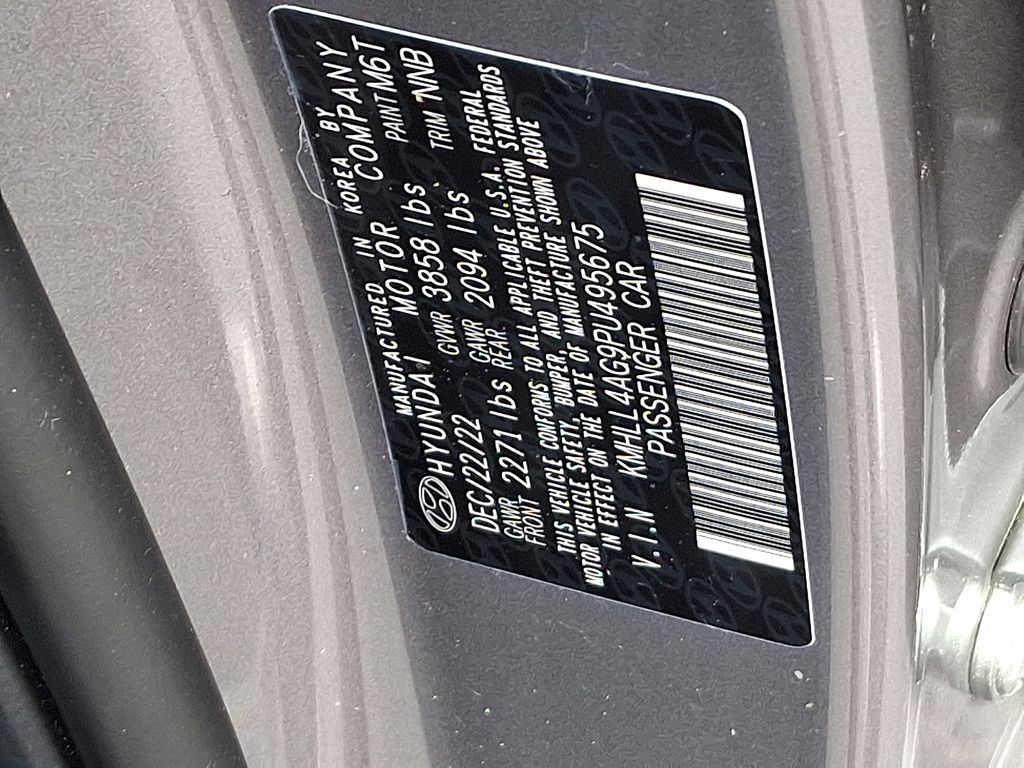 MANUFACTURED IN KOREA BY
HYUNDAI MOTOR COMPANY
DEC/22/22 GVWR 3858 lbs PAINT M6T
GAWR FRONT 2271 lbs GAWR REAR 2094 lbs TRIM NNB
THIS VEHICLE CONFORMS TO ALL APPLICABLE U.S.A. FEDERAL
MOTOR VEHICLE SAFETY, BUMPER, AND THEFT PREVENTION STANDARDS
IN EFFECT ON THE DATE OF MANUFACTURE SHOWN ABOVE
V.I.N KMHLL4AG9PU495675
PASSENGER CAR